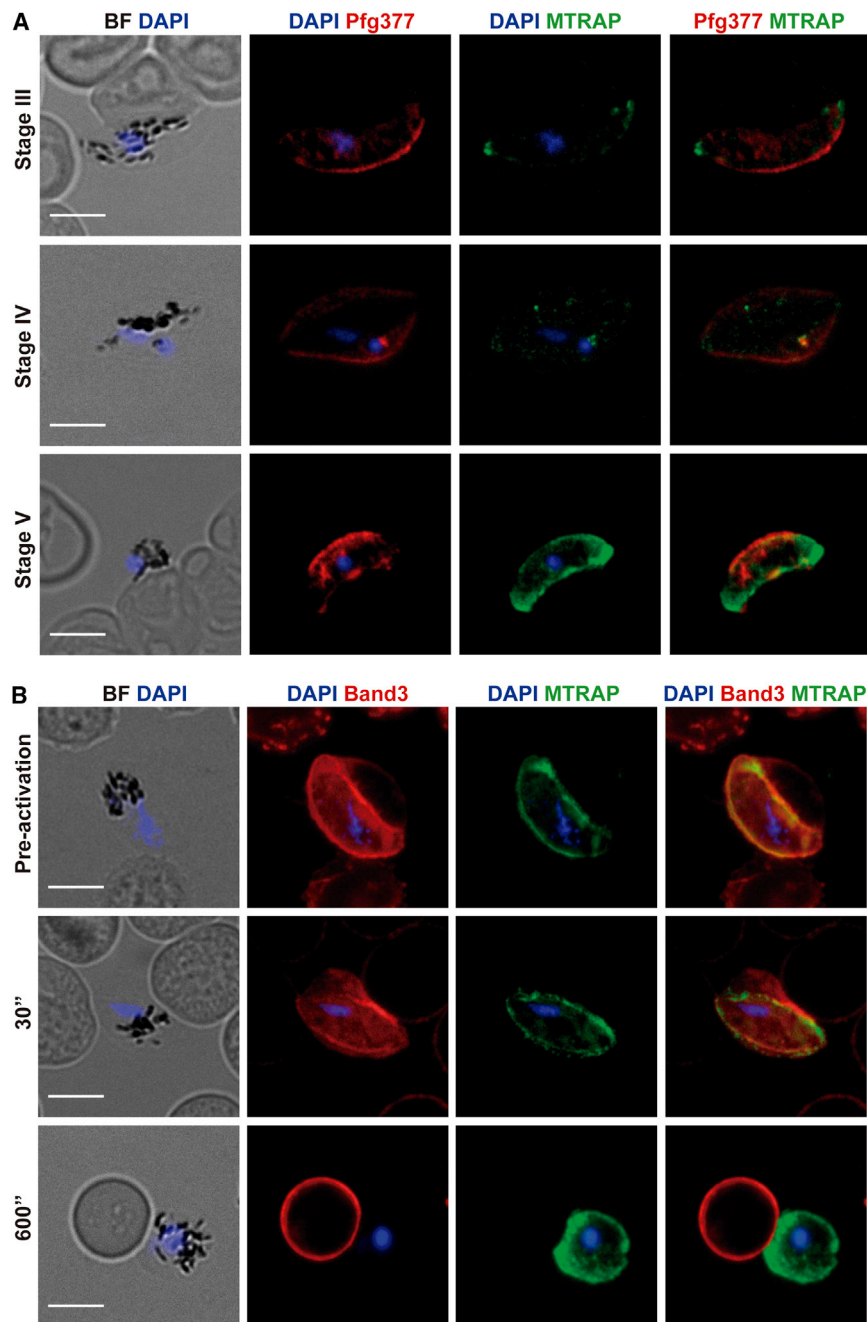 A
BF DAPI
DAPI Pfg377
DAPI MTRAP
Pfg377 MTRAP
Stage III
Stage IV
Stage V
B
BF DAPI
DAPI Band3
DAPI MTRAP
DAPI Band3 MTRAP
Pre-activation
30”
600”